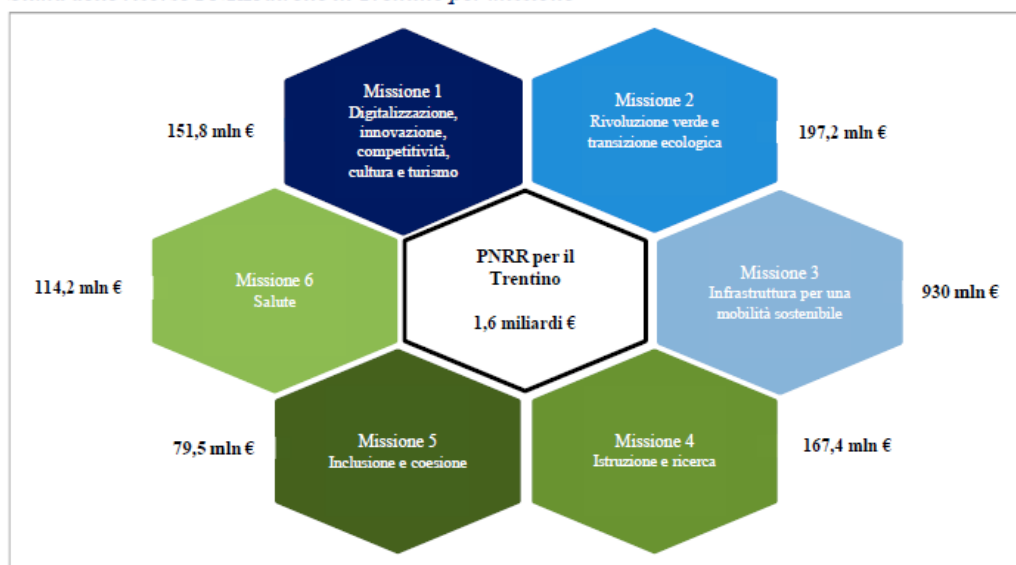 Missione 1
Digitalizzazione,
innovazione,
competitività,
cultura e turismo
151,8 mln €
Missione 2
Rivoluzione verde e
transizione ecologica
197,2 mln €
Missione 6
Salute
114,2 mln €
PNRR per il
Trentino
1,6 miliardi €
Missione 3
Infrastruttura per una
mobilità sostenibile
930 mln €
Missione 5
Inclusione e coesione
79,5 mln €
Missione 4
Istruzione e ricerca
167,4 mln €